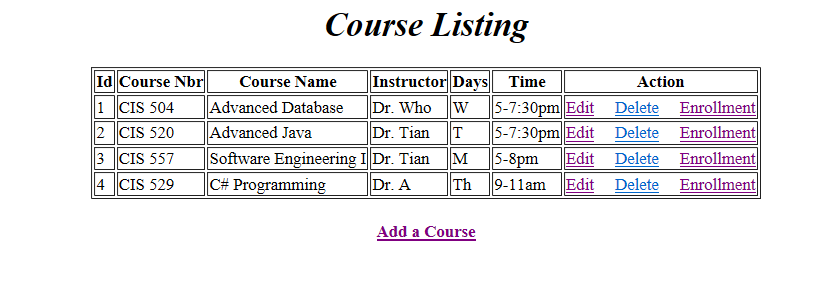 Course Listing
Id Course Nbr Course Name Instructor Days Time Action
1 CIS 504 Advanced Database Dr. Who W 5-7:30pm Edit Delete Enrollment
2 CIS 520 Advanced Java Dr. Tian T 5-7:30pm Edit Delete Enrollment
3 CIS 557 Software Engineering I Dr. Tian M 5-8pm Edit Delete Enrollment
4 CIS 529 C# Programming Dr. A Th 9-11am Edit Delete Enrollment
Add a Course